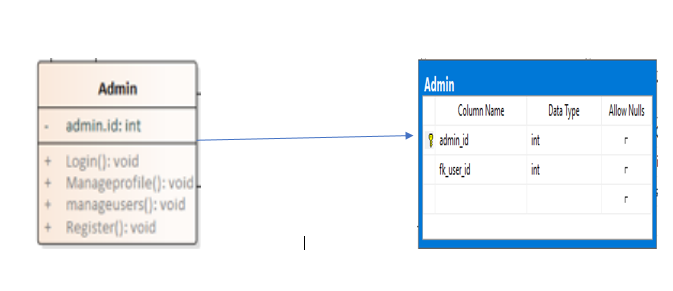 Admin
- admin.id: int
+ Login(): void
+ Manageprofile(): void
+ manageusers(): void
+ Register(): void
Admin
Column Name Data Type Allow Nulls
admin_id int
fk_user_id int